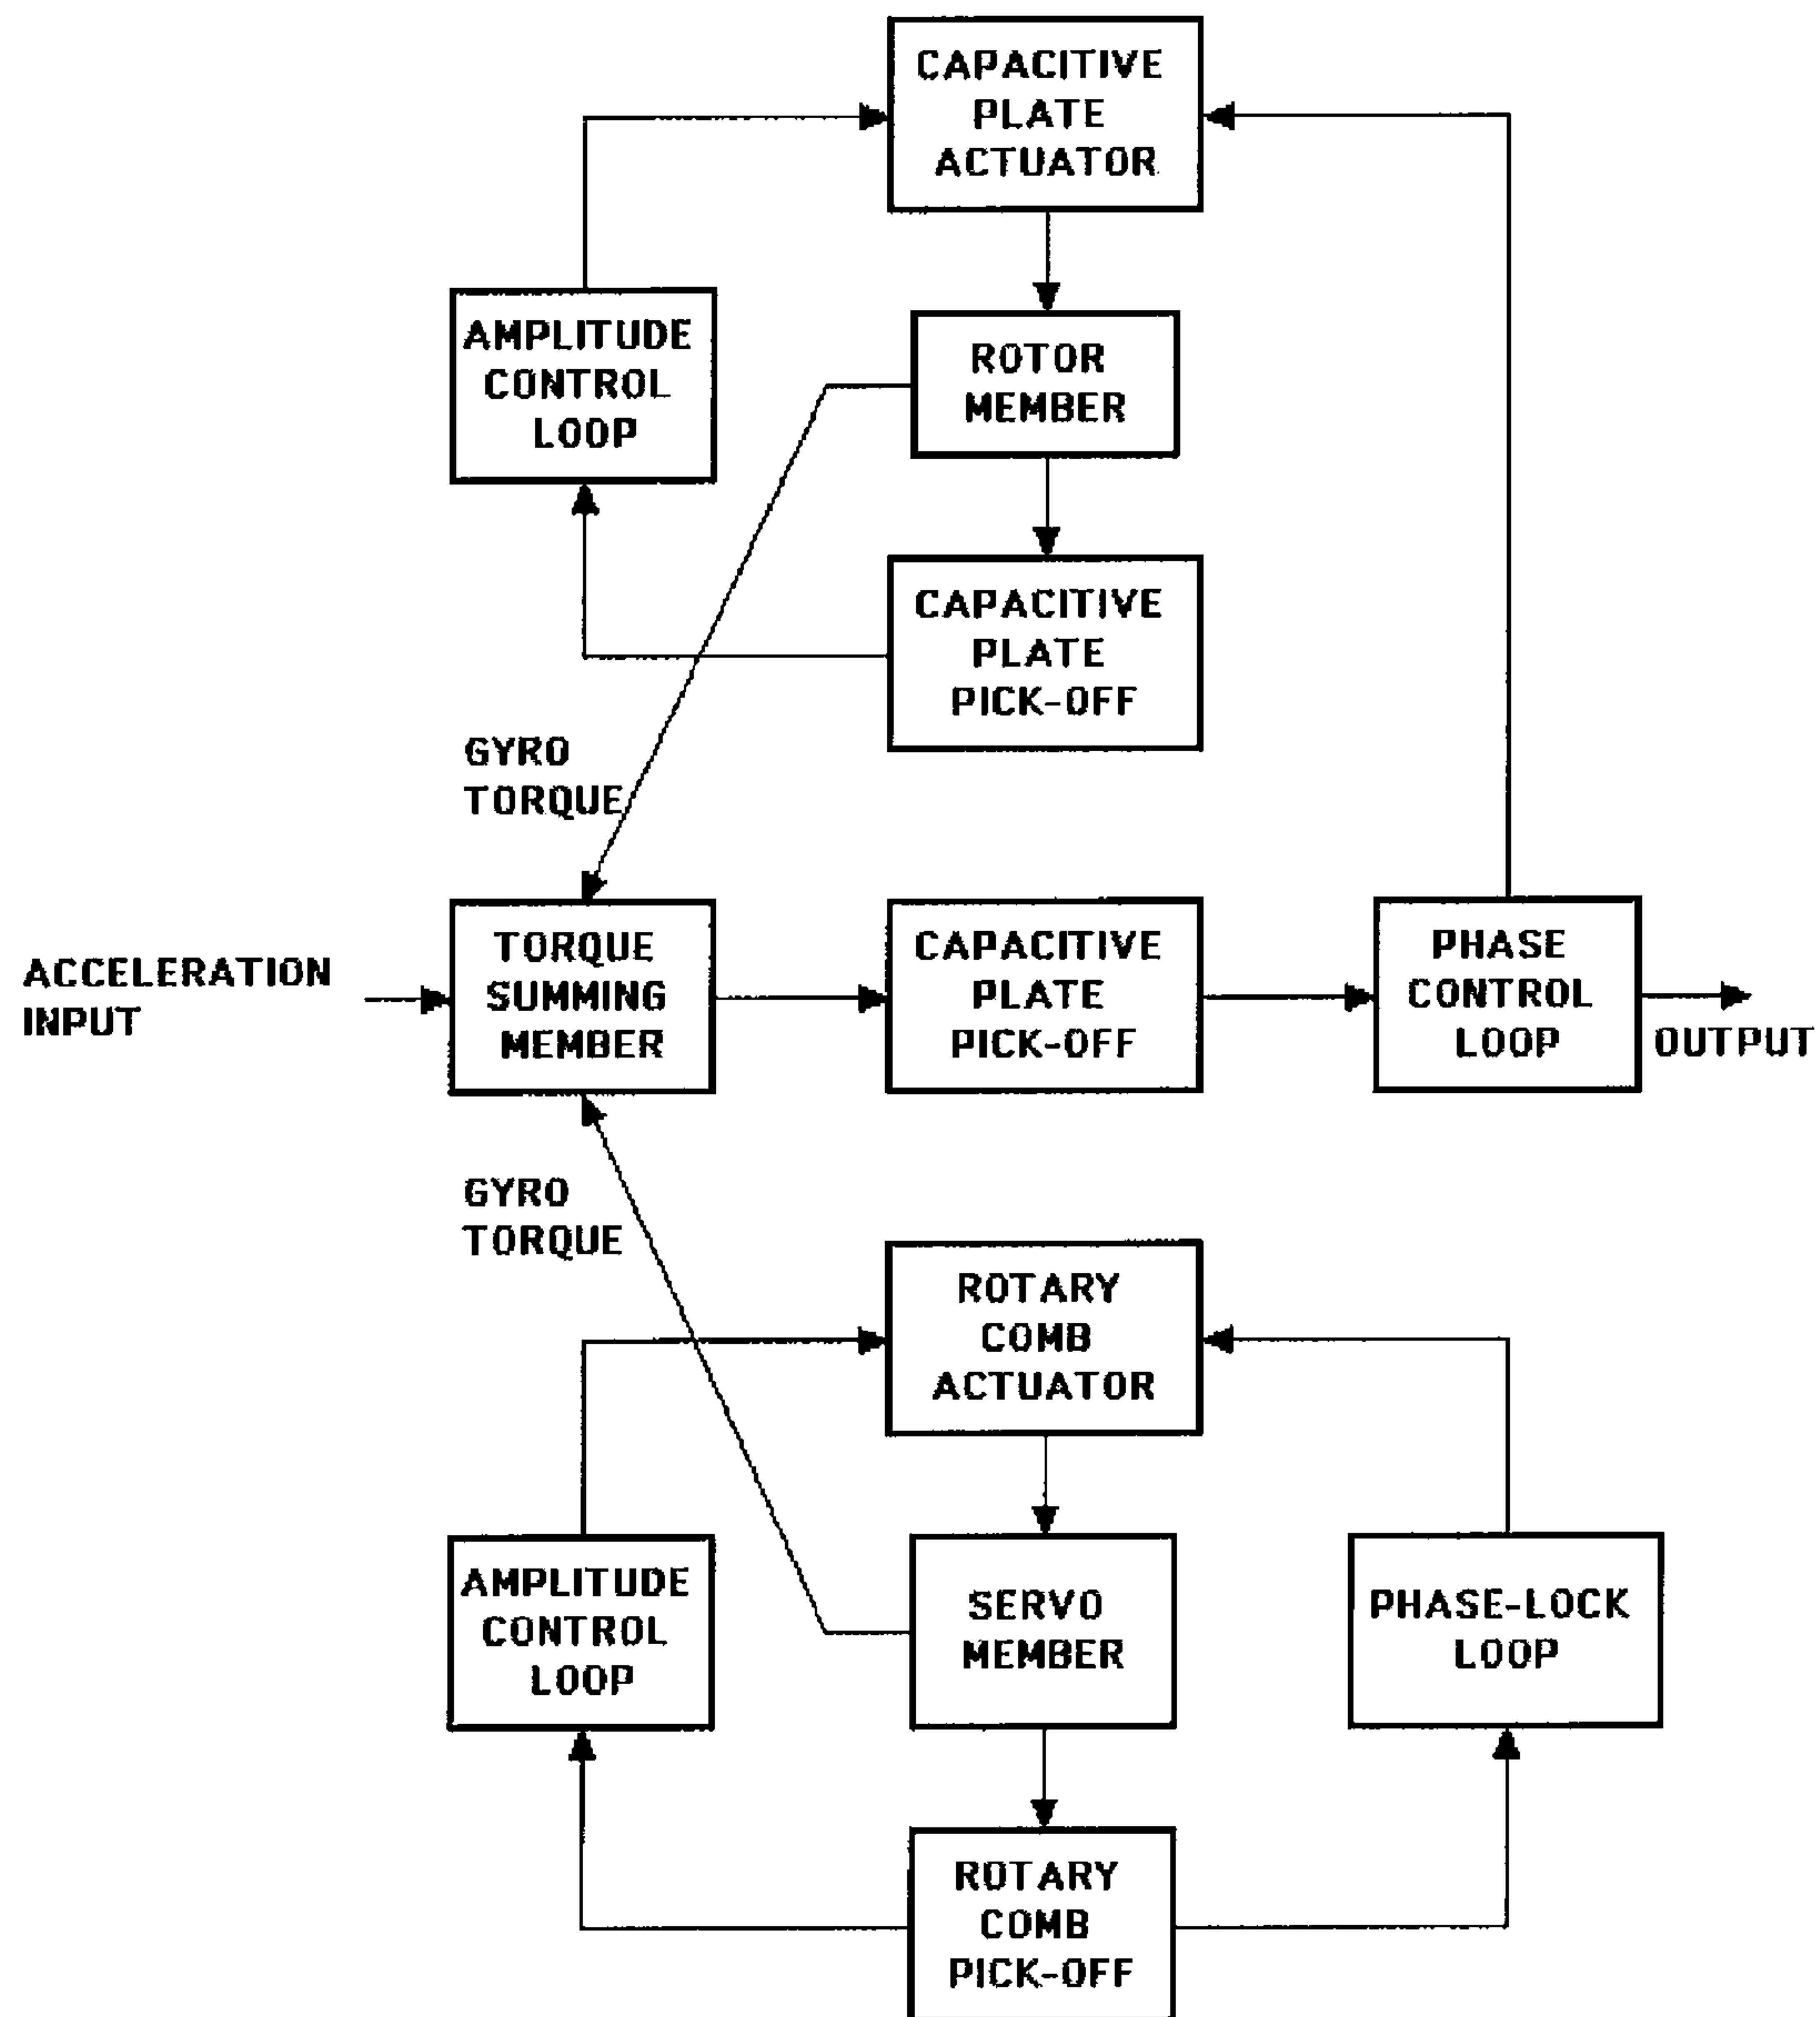 CAPACITIVE
PLATE
ACTUATOR
AMPLITUDE
CONTROL
LOOP
ROTOR
MEMBER
CAPACITIVE
PLATE
PICK-OFF
GYRO
TORQUE
ACCELERATION
INPUT
TORQUE
SUMMING
MEMBER
CAPACITIVE
PLATE
PICK-OFF
PHASE
CONTROL
LOOP
OUTPUT
GYRO
TORQUE
ROTARY
COMB
ACTUATOR
AMPLITUDE
CONTROL
LOOP
SERVO
MEMBER
PHASE-LOCK
LOOP
ROTARY
COMB
PICK-OFF